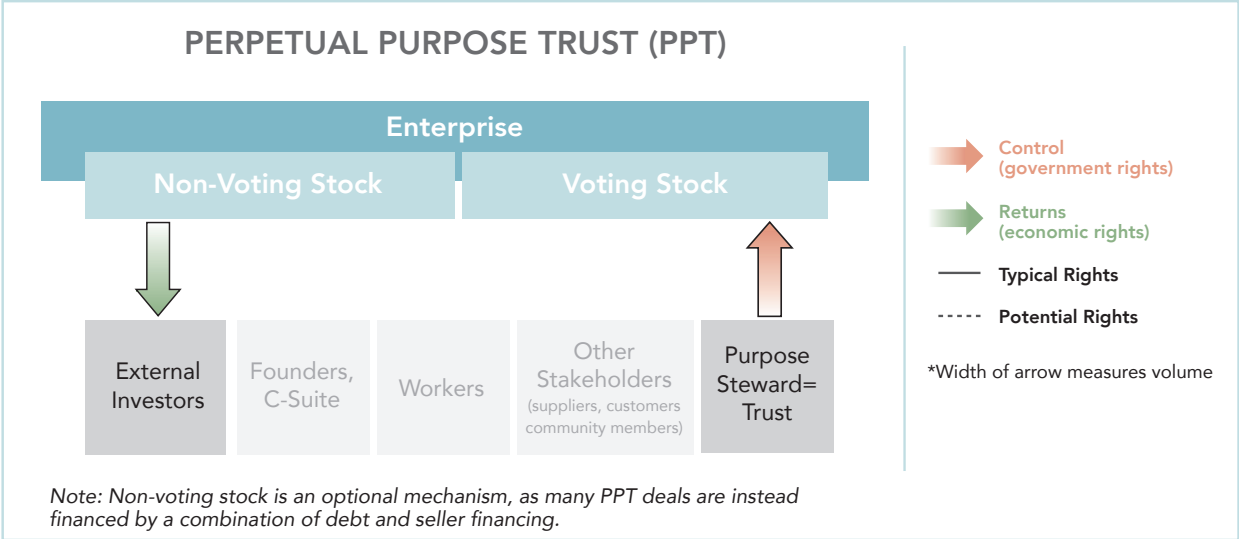 PERPETUAL PURPOSE TRUST (PPT)
Enterprise
Non-Voting Stock
Voting Stock
External
Investors
Founders,
C-Suite
Workers
Other
Stakeholders
(suppliers, customers
community members)
Purpose
Steward=
Trust
Note: Non-voting stock is an optional mechanism, as many PPT deals are instead
financed by a combination of debt and seller financing.
Control
(government rights)
Returns
(economic rights)
Typical Rights
Potential Rights
*Width of arrow measures volume